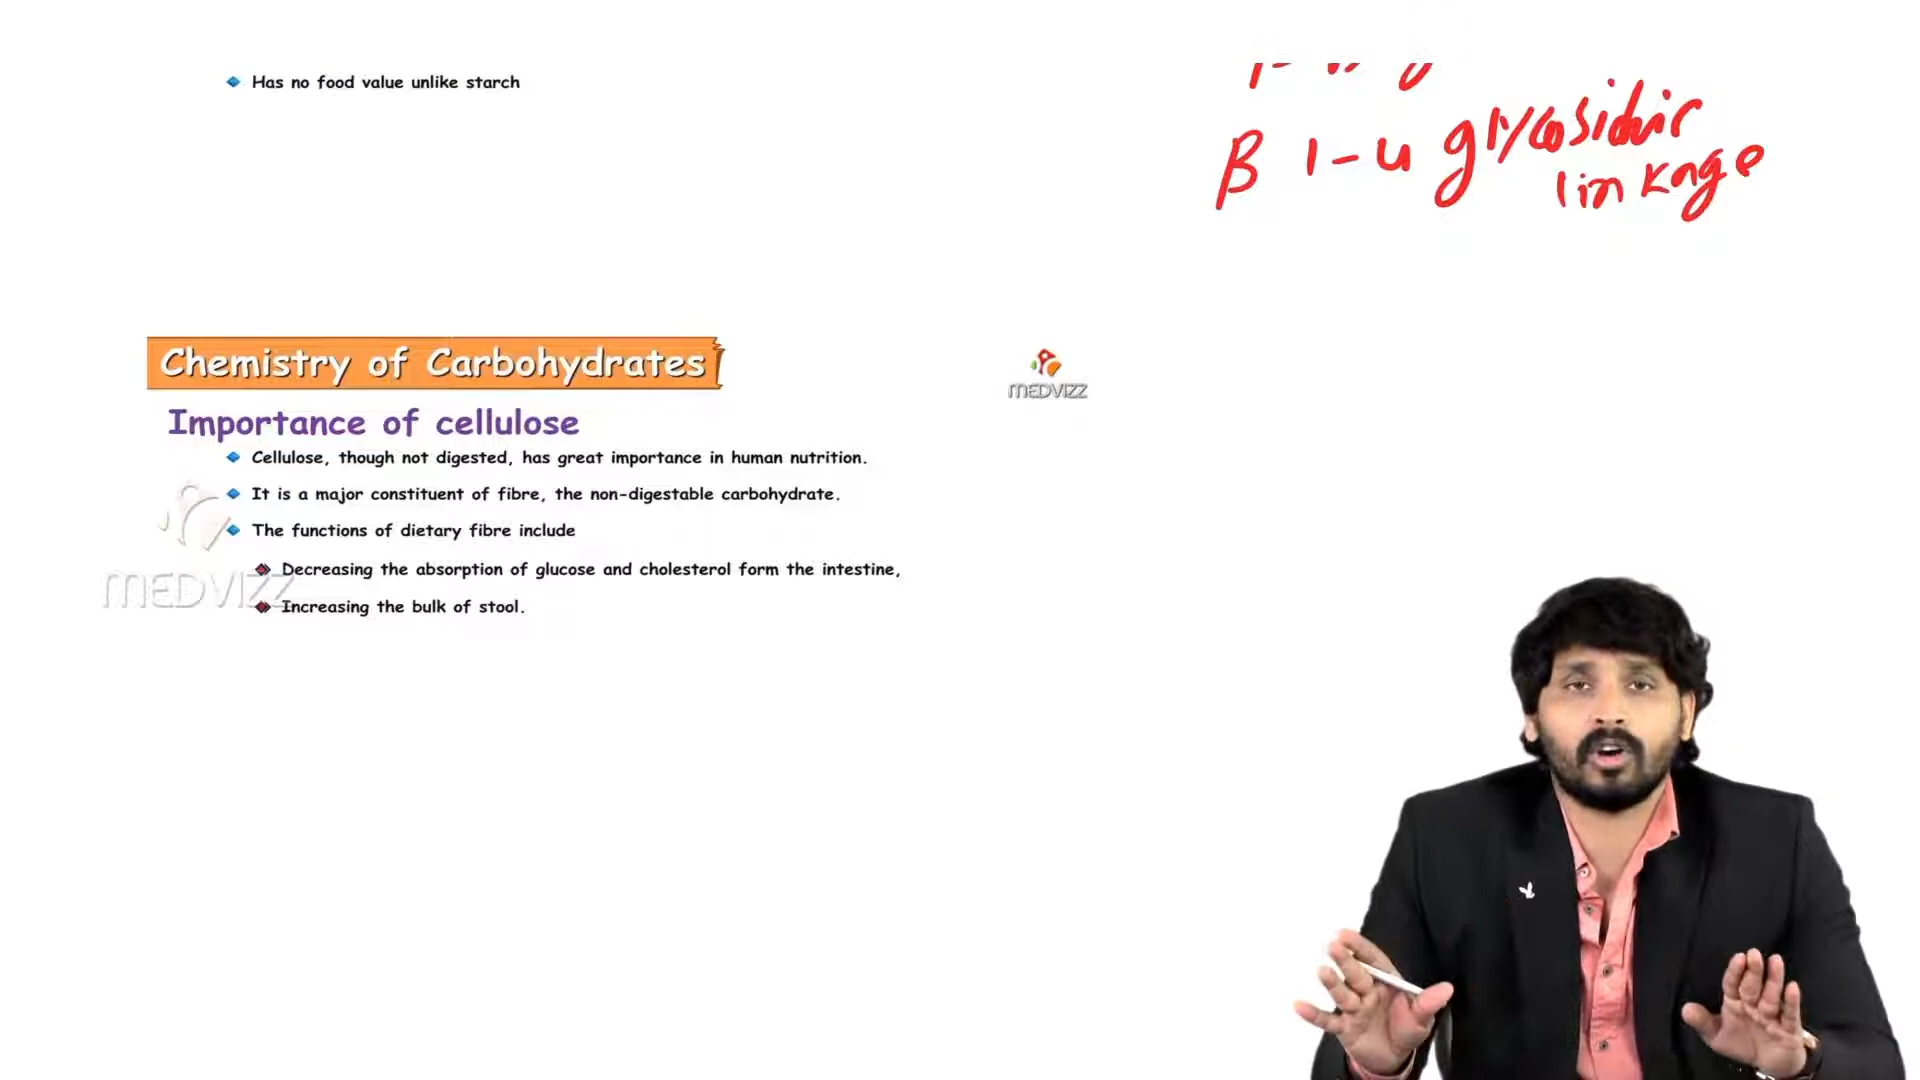 Has no food value unlike starch
β 1-4 glycosidic
linkage
Chemistry of Carbohydrates
MEDVIZZ
Importance of cellulose
Cellulose, though not digested, has great importance in human nutrition.
It is a major constituent of fibre, the non-digestable carbohydrate.
The functions of dietary fibre include
Decreasing the absorption of glucose and cholesterol form the intestine,
MEDVIZZ
Increasing the bulk of stool.